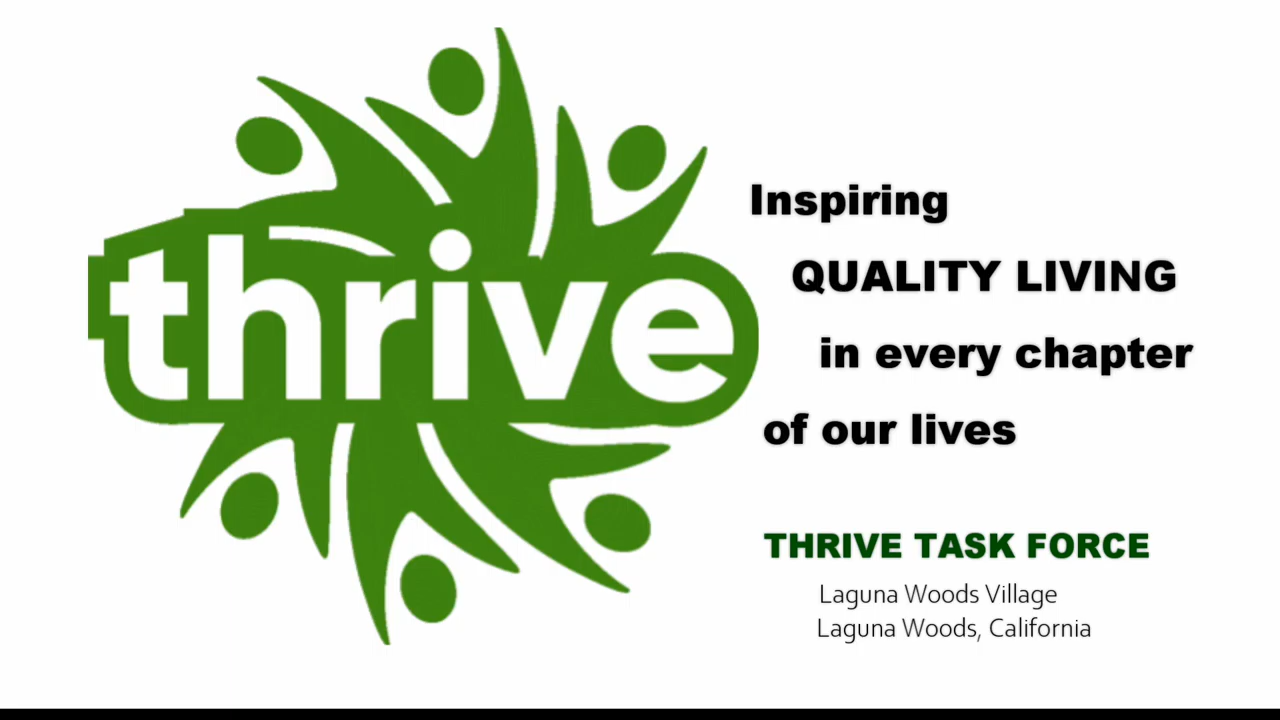 thrive
Inspiring
QUALITY LIVING
in every chapter
of our lives
THRIVE TASK FORCE
Laguna Woods Village
Laguna Woods, California